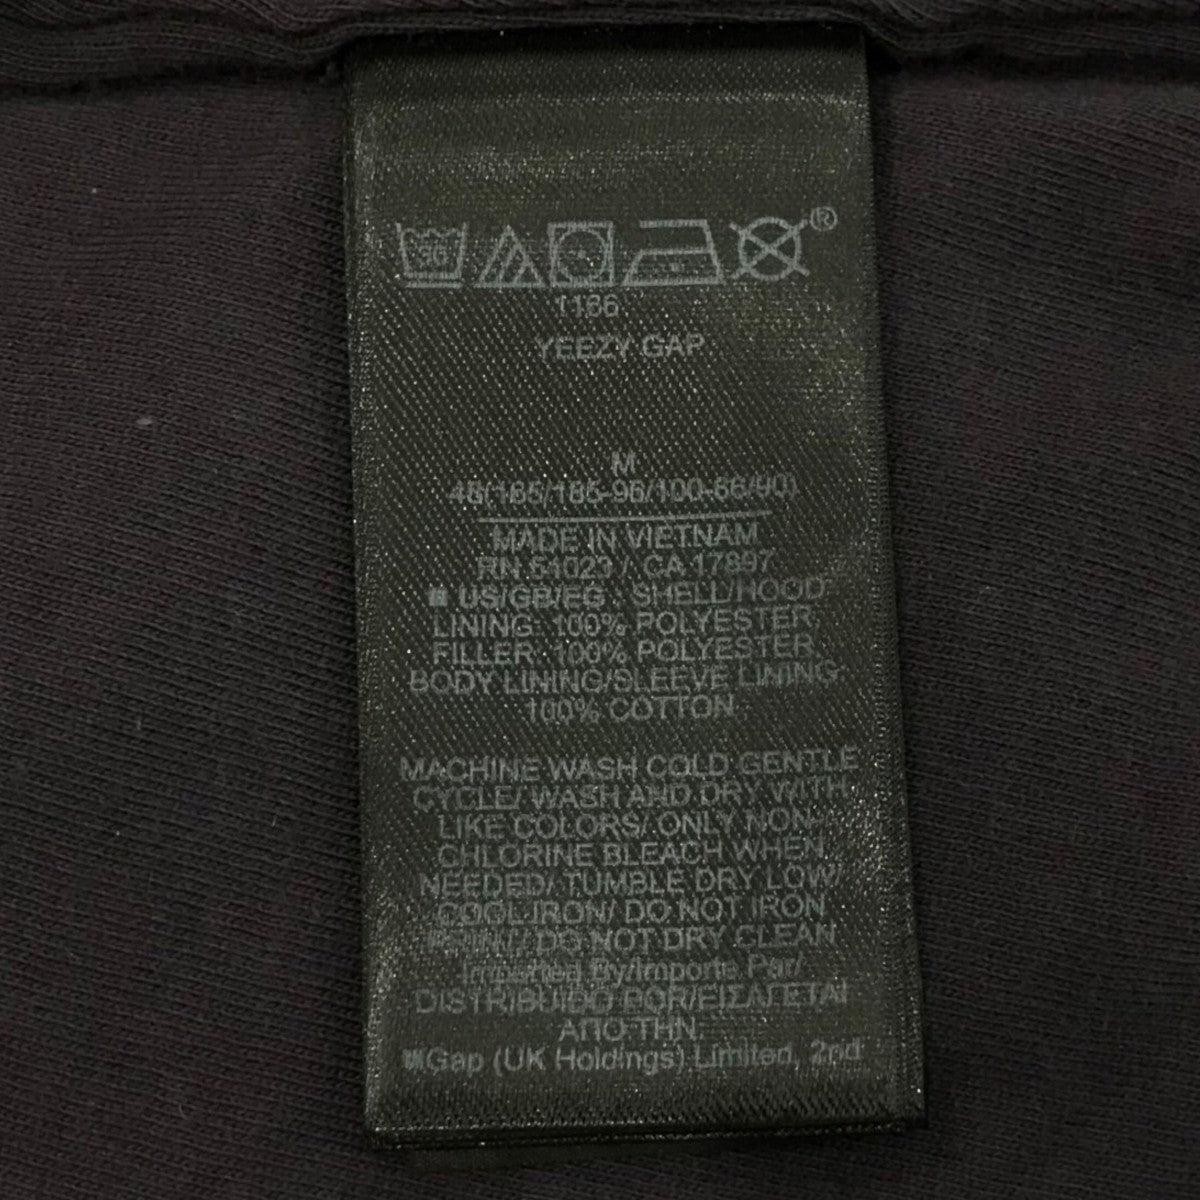 30
®
1186
YEEZY GAP
M
48(165/185-96/100-86/90)
MADE IN VIETNAM
RN 54023 / CA 17897
US/GB/EG : SHELL/HOOD
LINING: 100% POLYESTER
FILLER: 100% POLYESTER
BODY LINING/SLEEVE LINING:
100% COTTON
MACHINE WASH COLD GENTLE
CYCLE/ WASH AND DRY WITH
LIKE COLORS/ ONLY NON-
CHLORINE BLEACH WHEN
NEEDED/ TUMBLE DRY LOW/
COOL IRON/ DO NOT IRON
PRINT/ DO NOT DRY CLEAN
Imported By/Importe Par/
DISTRIBUIDO POR/ΕΙΣΑΓΕΤΑΙ
ΑΠΟ ΤΗΝ:
Gap (UK Holdings) Limited, 2nd